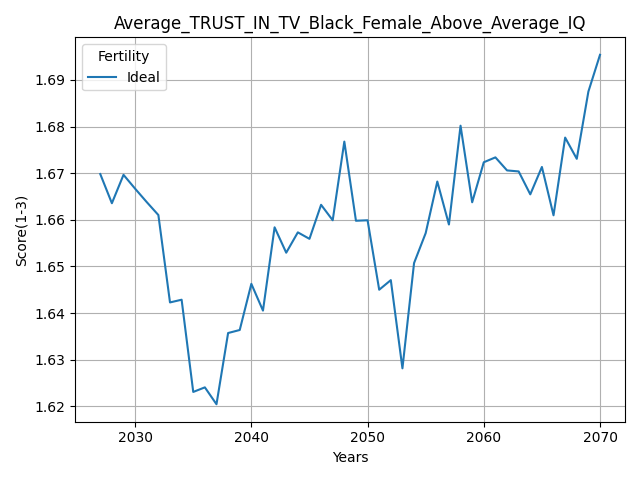 Average_TRUST_IN_TV_Black_Female_Above_Average_IQ
Fertility
Ideal
Score(1-3)
1.69
1.68
1.67
1.66
1.65
1.64
1.63
1.62
2030 2040 2050 2060 2070
Years